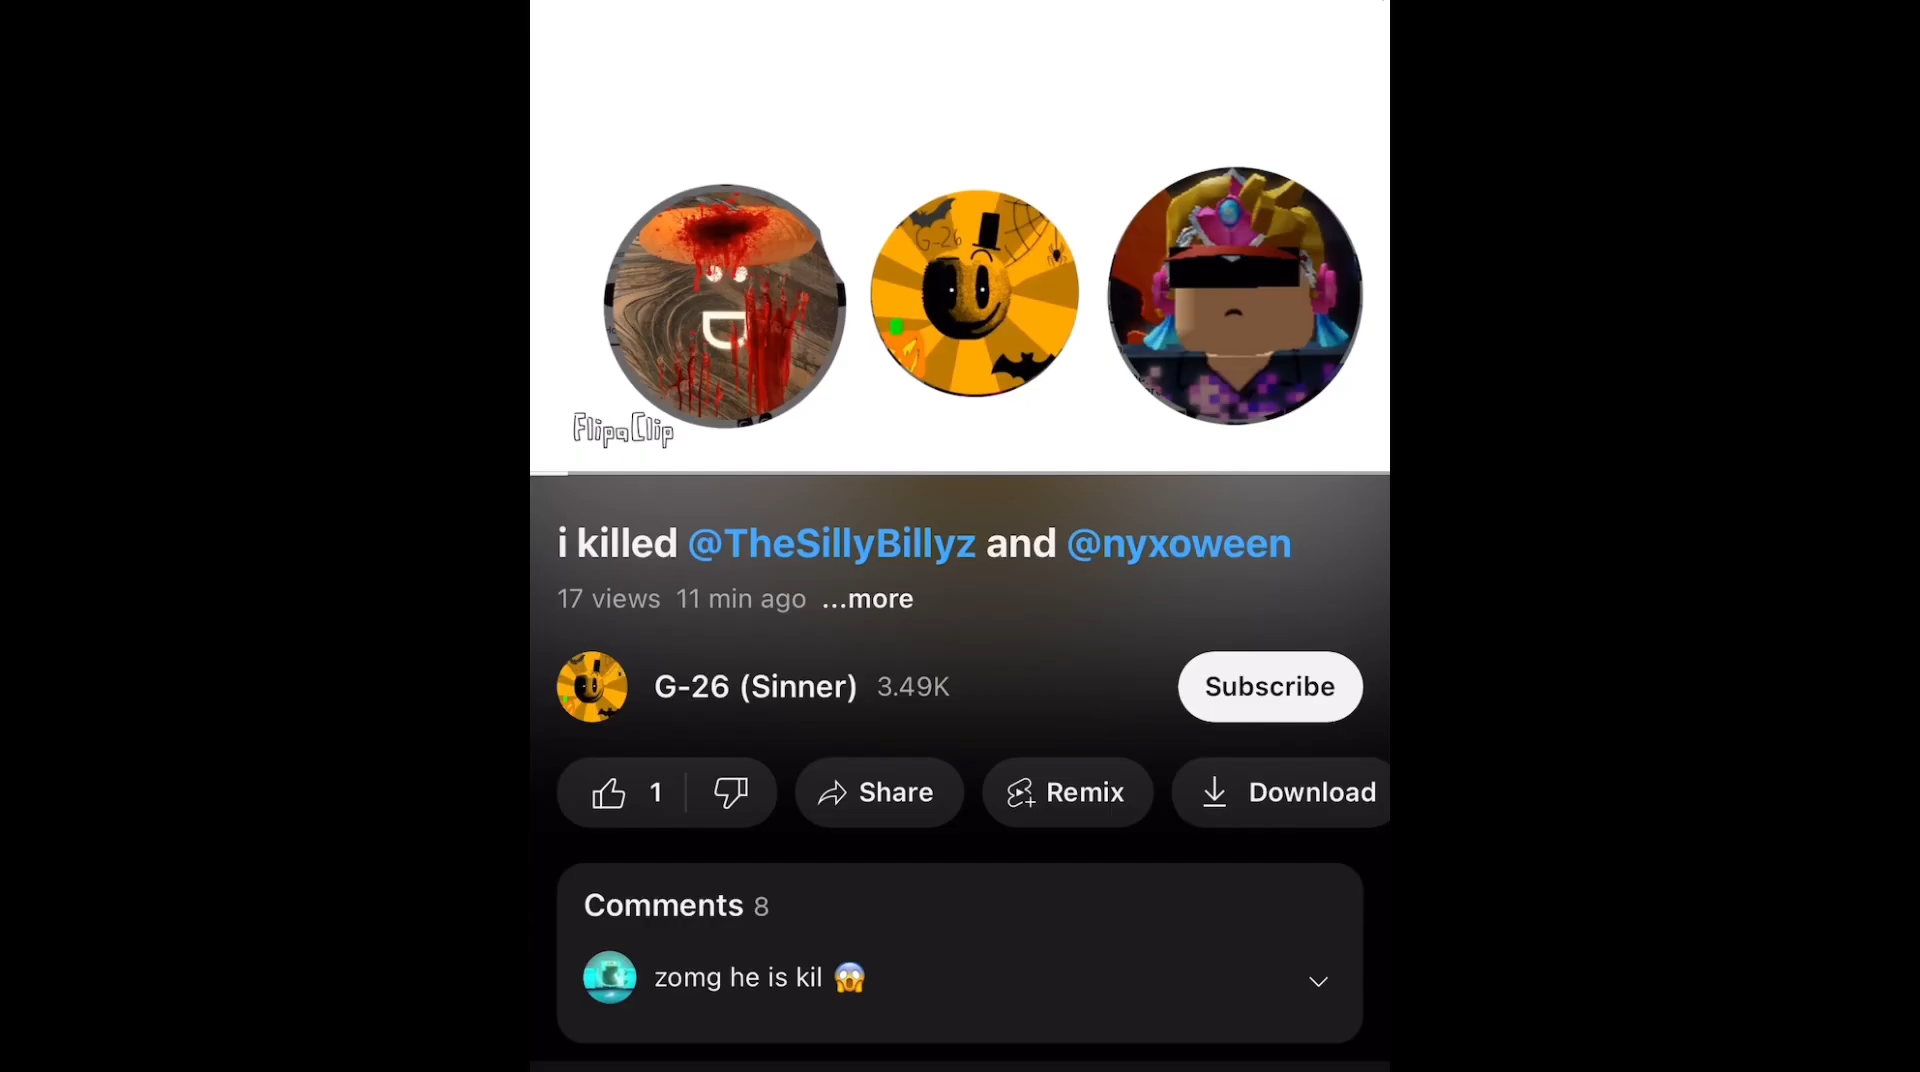 G-26
FlipaClip
i killed @TheSillyBillyz and @nyxoween
17 views 11 min ago ...more
G-26 (Sinner) 3.49K
Subscribe
1
Share
Remix
Download
Comments 8
zomg he is kil 😱